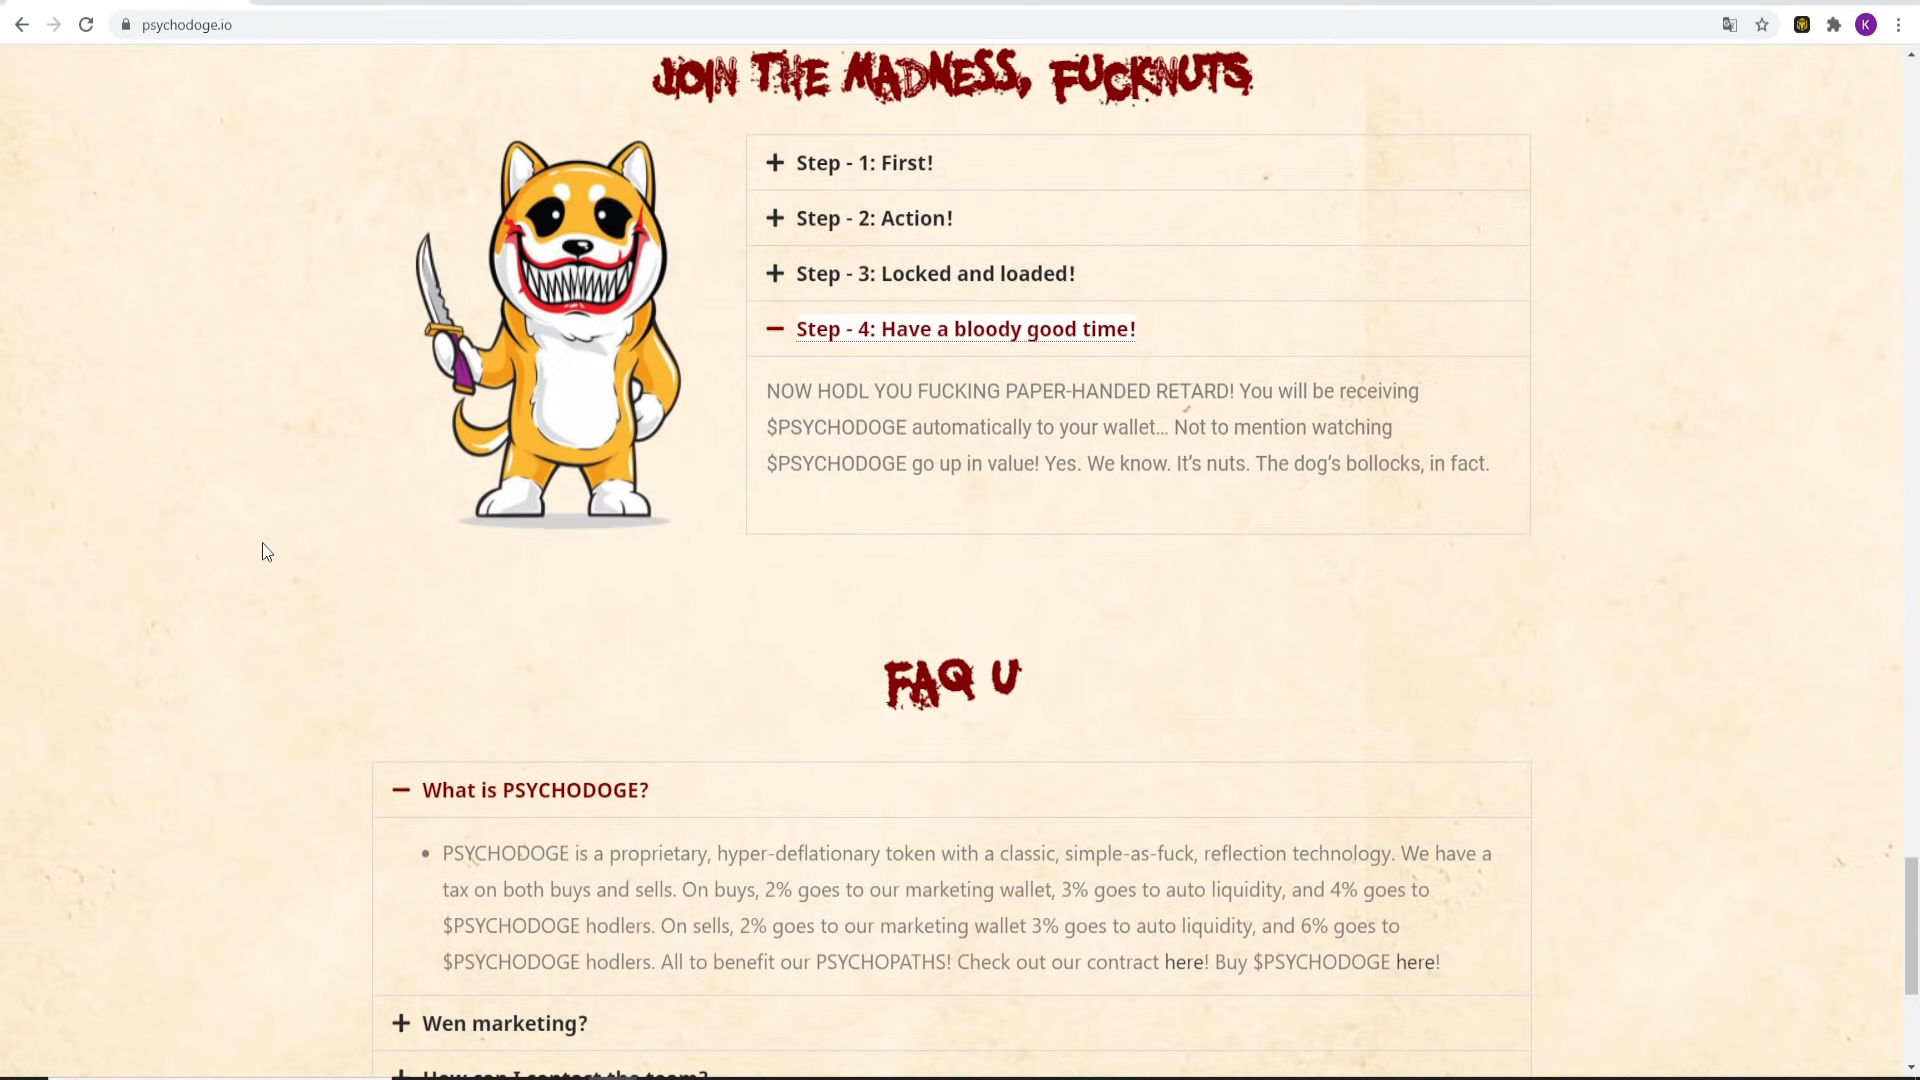 psychodoge.io
K
JOIN THE MADNESS, FUCKNUTS
Step - 1: First!
Step - 2: Action!
Step - 3: Locked and loaded!
Step - 4: Have a bloody good time!
NOW HODL YOU FUCKING PAPER-HANDED RETARD! You will be receiving
$PSYCHODOGE automatically to your wallet… Not to mention watching
$PSYCHODOGE go up in value! Yes. We know. It’s nuts. The dog’s bollocks, in fact.
FAQ U
What is PSYCHODOGE?
PSYCHODOGE is a proprietary, hyper-deflationary token with a classic, simple-as-fuck, reflection technology. We have a
tax on both buys and sells. On buys, 2% goes to our marketing wallet, 3% goes to auto liquidity, and 4% goes to
$PSYCHODOGE hodlers. On sells, 2% goes to our marketing wallet 3% goes to auto liquidity, and 6% goes to
$PSYCHODOGE hodlers. All to benefit our PSYCHOPATHS! Check out our contract here! Buy $PSYCHODOGE here!
Wen marketing?
How can I contact the team?